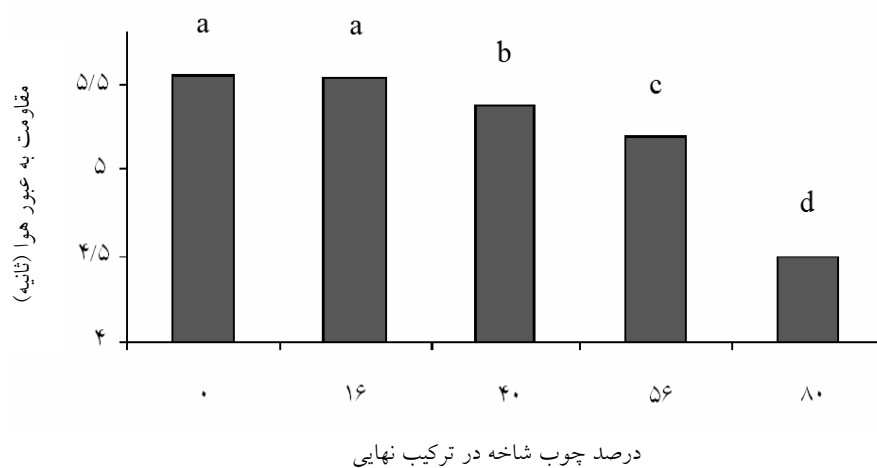 a a b c d
۵/۵
۵
۴/۵
۴
مقاومت به عبور هوا (ثانیه)
۰ ۱۶ ۴۰ ۵۶ ۸۰
درصد چوب شاخه در ترکیب نهایی